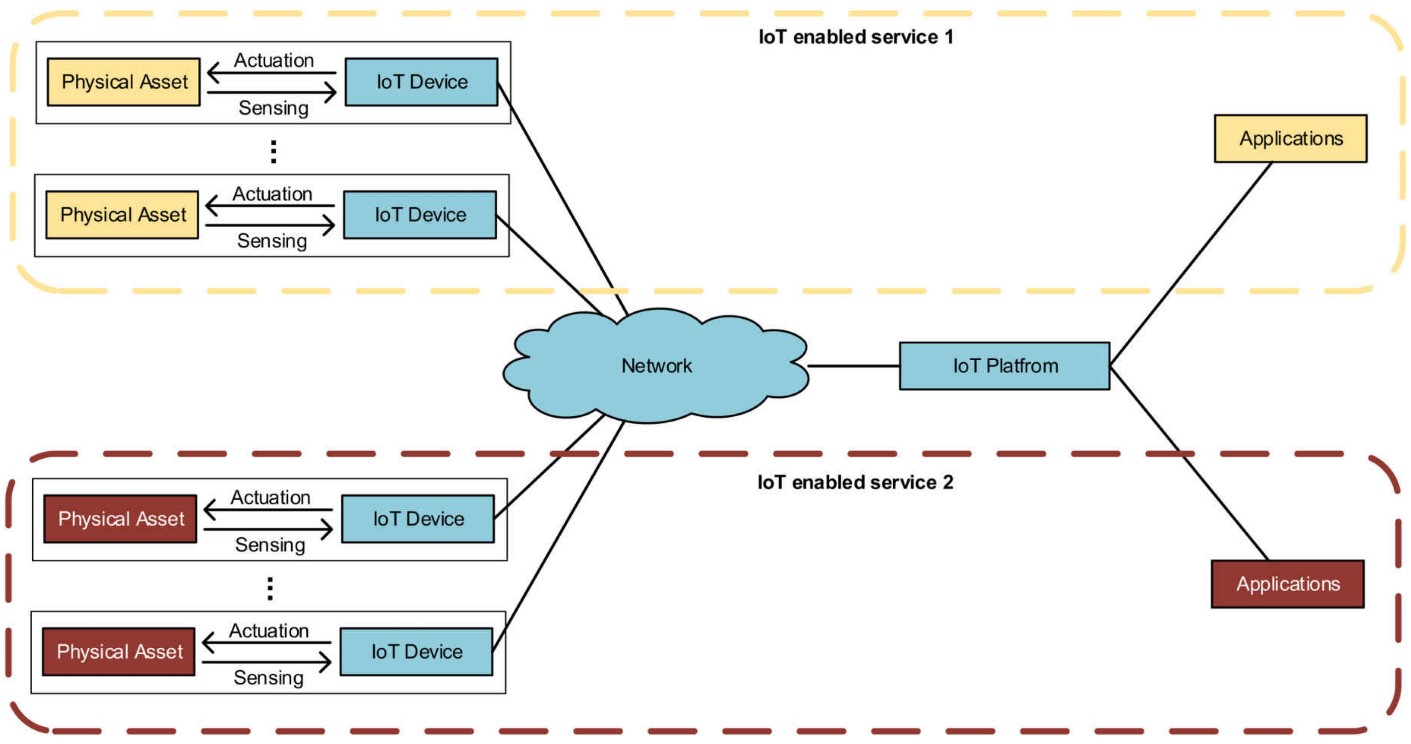 IoT enabled service 1
Physical Asset
Actuation
Sensing
IoT Device
Applications
Physical Asset
Actuation
Sensing
IoT Device
Network
IoT Platfrom
IoT enabled service 2
Physical Asset
Actuation
Sensing
IoT Device
Applications
Physical Asset
Actuation
Sensing
IoT Device